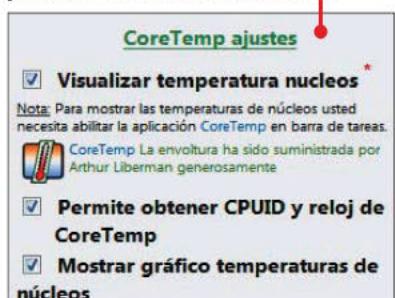 CoreTemp ajustes
Visualizar temperatura nucleos *
Nota: Para mostrar las temperaturas de núcleos usted
necesita abilitar la aplicación CoreTemp en barra de tareas.
CoreTemp La envoltura ha sido suministrada por
Arthur Liberman generosamente
Permite obtener CPUID y reloj de
CoreTemp
Mostrar gráfico temperaturas de
núcleos